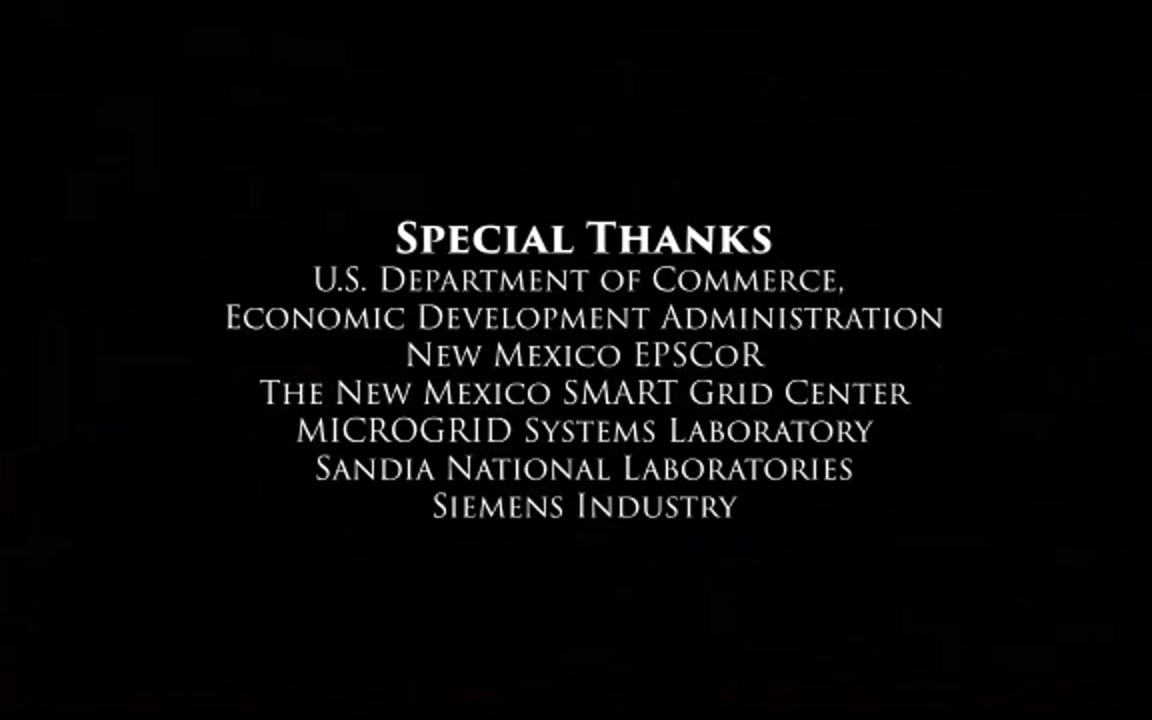 Special Thanks
U.S. Department of Commerce,
Economic Development Administration
New Mexico EPSCoR
The New Mexico SMART Grid Center
MICROGRID Systems Laboratory
Sandia National Laboratories
Siemens Industry